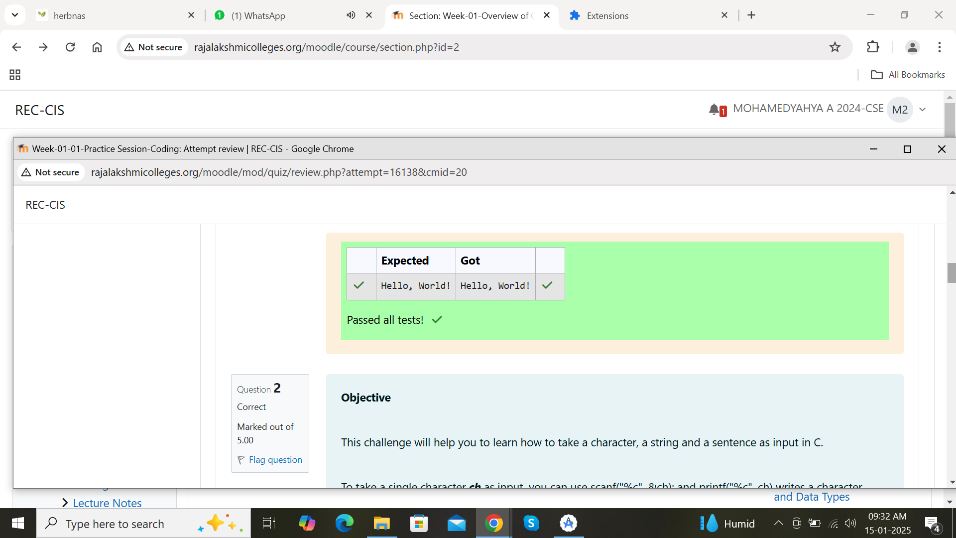 herbnas
(1) WhatsApp
Section: Week-01-Overview of
Extensions
Not secure
rajalakshmicolleges.org/moodle/course/section.php?id=2
All Bookmarks
REC-CIS
1
MOHAMEDYAHYA A 2024-CSE
M2
Week-01-01-Practice Session-Coding: Attempt review | REC-CIS - Google Chrome
Not secure
rajalakshmicolleges.org/moodle/mod/quiz/review.php?attempt=16138&cmid=20
REC-CIS
Expected Got
Hello, World! Hello, World!
Passed all tests!
Question 2
Correct
Marked out of
5.00
Flag question
Objective
This challenge will help you to learn how to take a character, a string and a sentence as input in C.
To take a single character ch as input, you can use scanf("%c", &ch); and printf("%c", ch) writes a character
Lecture Notes
and Data Types
Type here to search
Humid
09:32 AM
15-01-2025
4